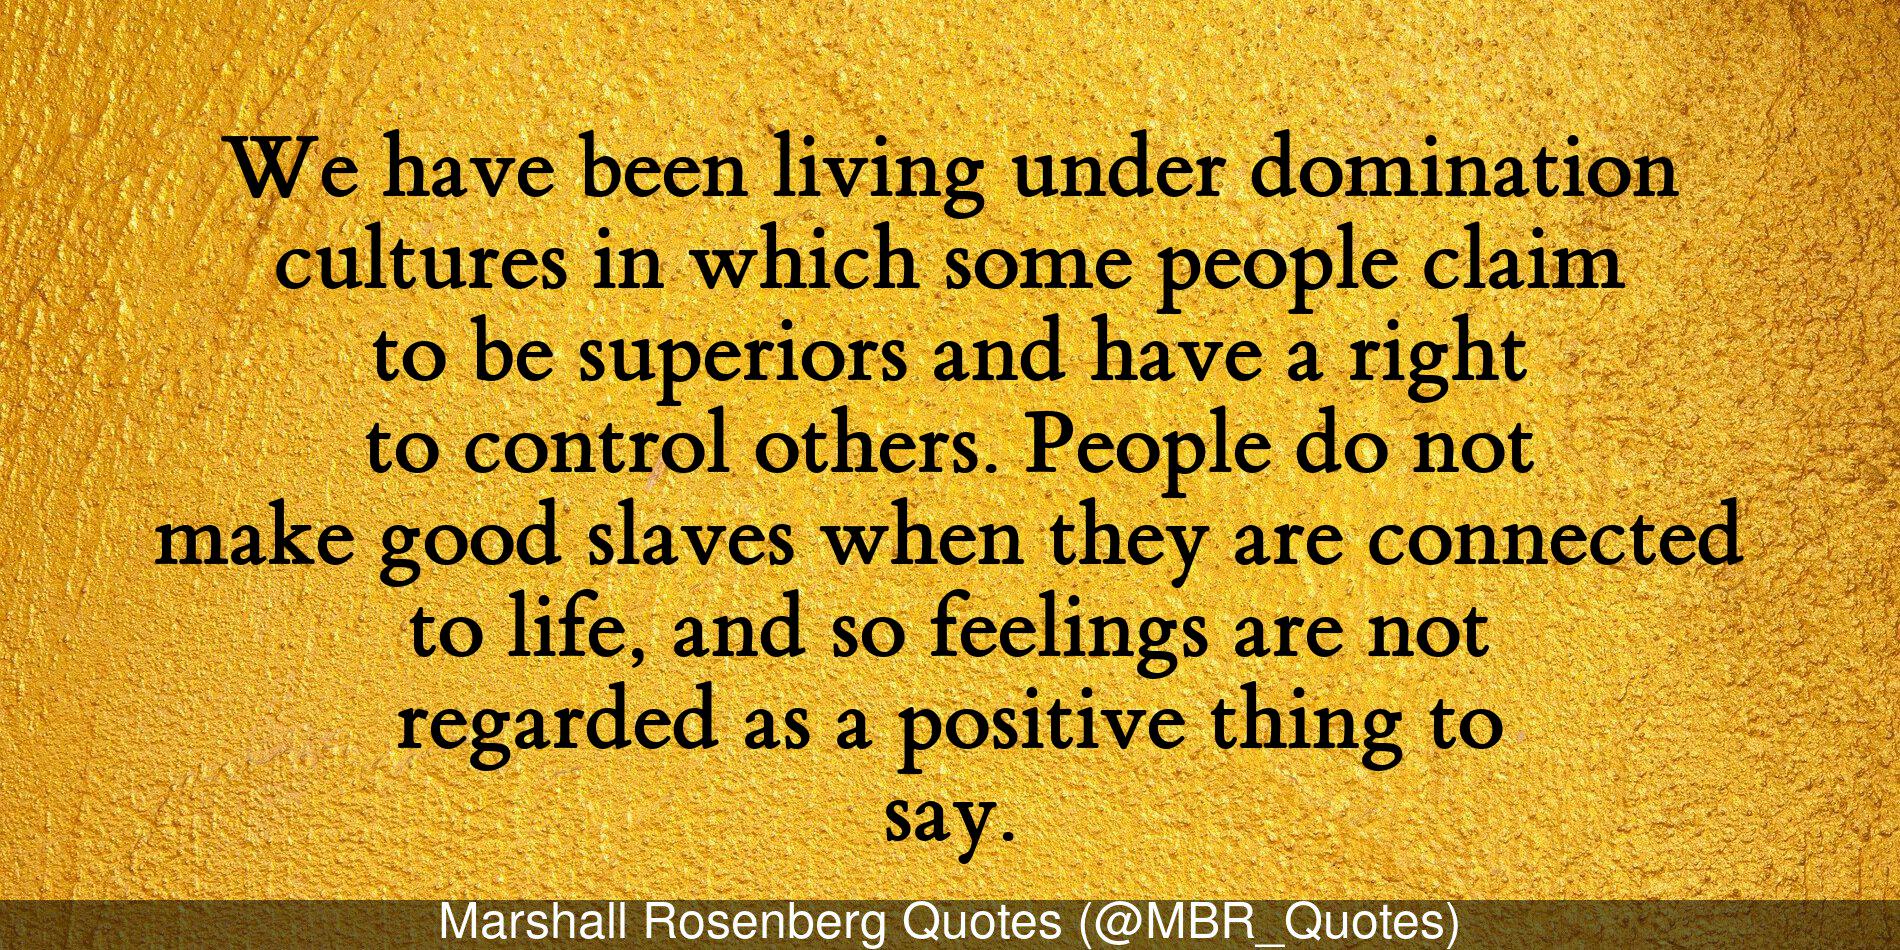 We have been living under domination
cultures in which some people claim
to be superiors and have a right
to control others. People do not
make good slaves when they are connected
to life, and so feelings are not
regarded as a positive thing to
say.
Marshall Rosenberg Quotes (@MBR_Quotes)